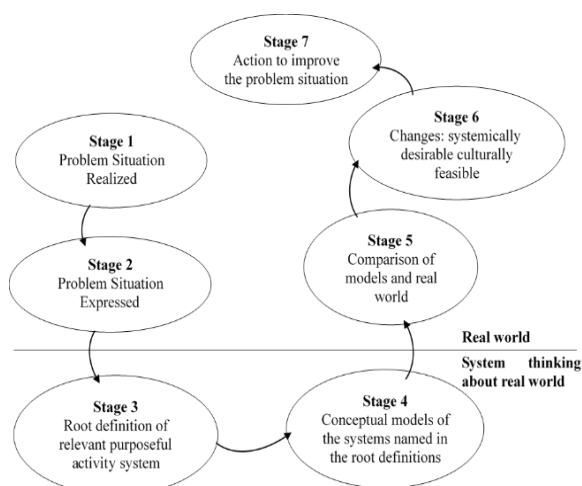 Stage 7
Action to improve
the problem situation
Stage 6
Changes: systemically
desirable culturally
feasible
Stage 1
Problem Situation
Realized
Stage 5
Comparison of
models and real
world
Stage 2
Problem Situation
Expressed
Real world
System thinking
about real world
Stage 3
Root definition of
relevant purposeful
activity system
Stage 4
Conceptual models of
the systems named in
the root definitions